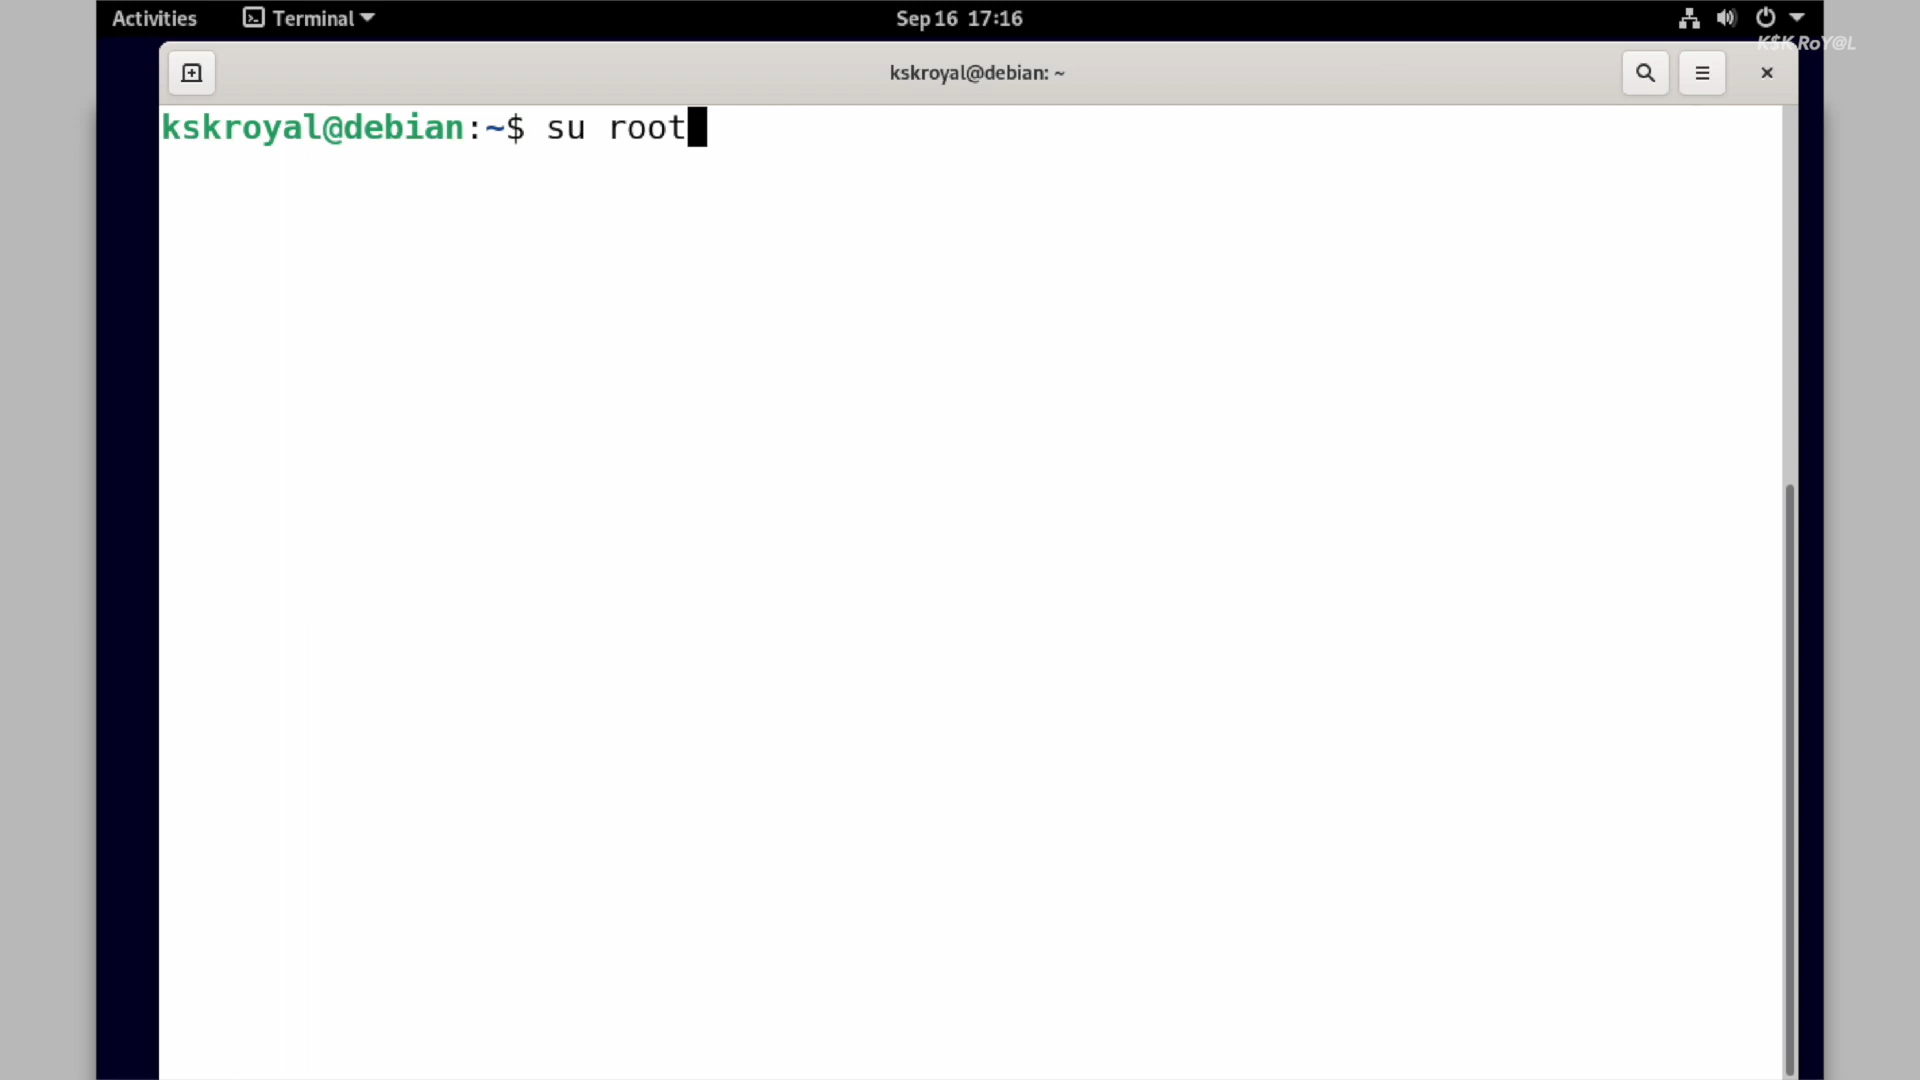 Activities Terminal Sep 16 17:16
K$K RoY@L
kskroyal@debian: ~
kskroyal@debian:~$ su root